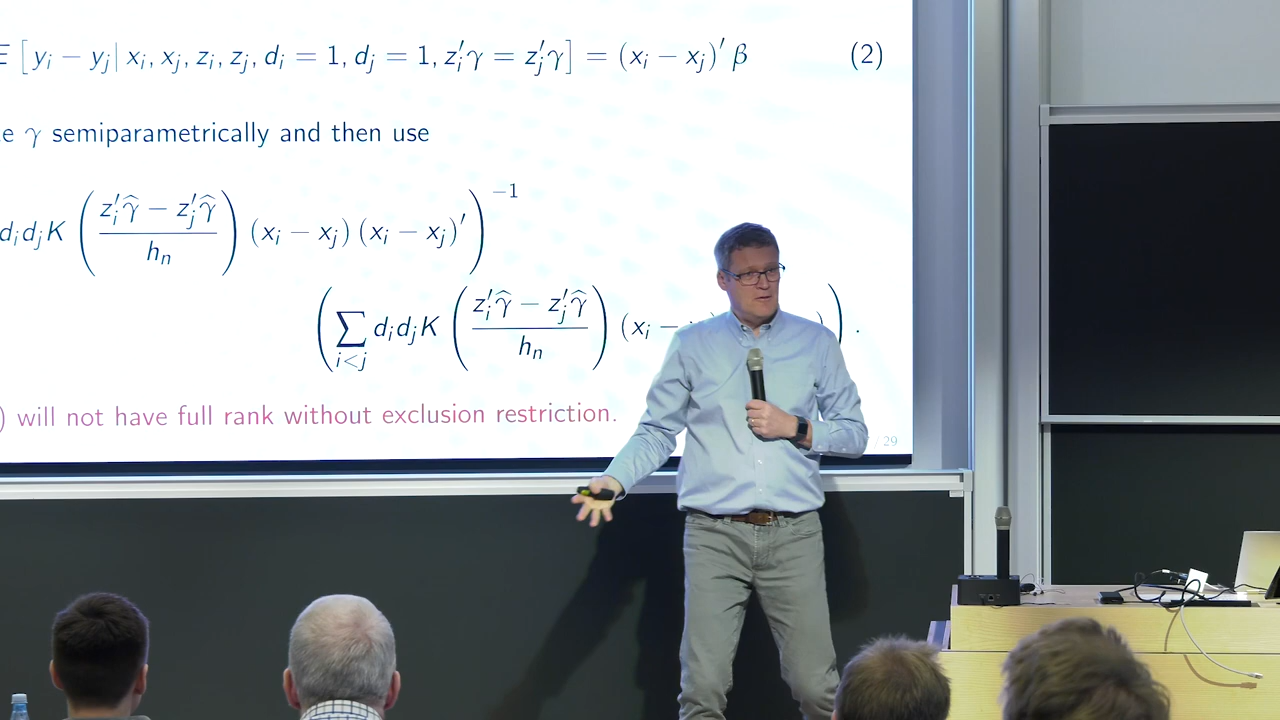 [ y_i − y_j | x_i, x_j, z_i, z_j, d_i = 1, d_j = 1, z_i′γ = z_j′γ ] = (x_i − x_j)′ β (2)
γ semiparametrically and then use
d_i d_j K ( (z_i′γ̂ − z_j′γ̂) / h_n ) (x_i − x_j) (x_i − x_j)′ )^{−1}
( ∑_{i<j} d_i d_j K ( (z_i′γ̂ − z_j′γ̂) / h_n ) (x_i − ) ) .
) will not have full rank without exclusion restriction.
/ 29